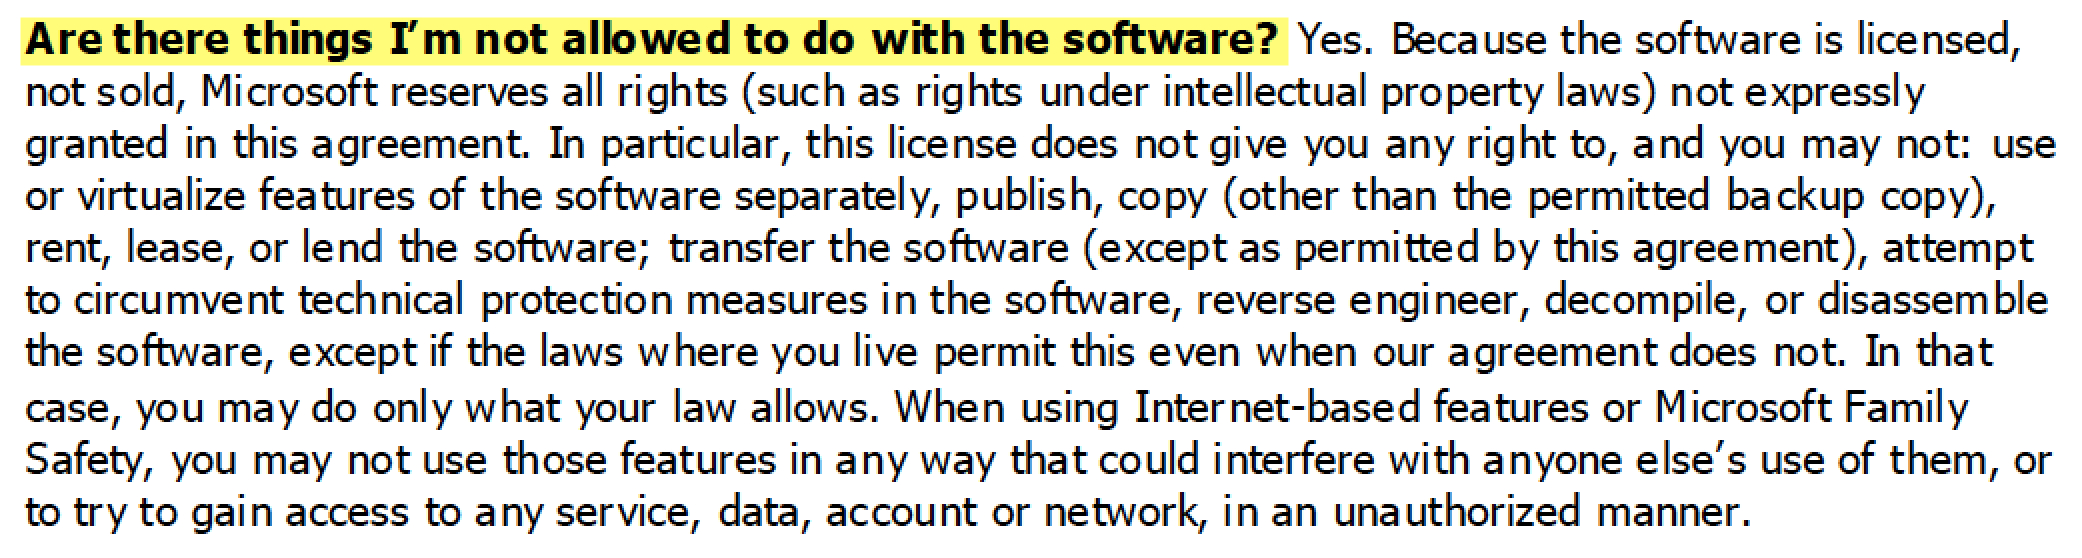 Are there things I’m not allowed to do with the software? Yes. Because the software is licensed,
not sold, Microsoft reserves all rights (such as rights under intellectual property laws) not expressly
granted in this agreement. In particular, this license does not give you any right to, and you may not: use
or virtualize features of the software separately, publish, copy (other than the permitted backup copy),
rent, lease, or lend the software; transfer the software (except as permitted by this agreement), attempt
to circumvent technical protection measures in the software, reverse engineer, decompile, or disassemble
the software, except if the laws where you live permit this even when our agreement does not. In that
case, you may do only what your law allows. When using Internet-based features or Microsoft Family
Safety, you may not use those features in any way that could interfere with anyone else’s use of them, or
to try to gain access to any service, data, account or network, in an unauthorized manner.